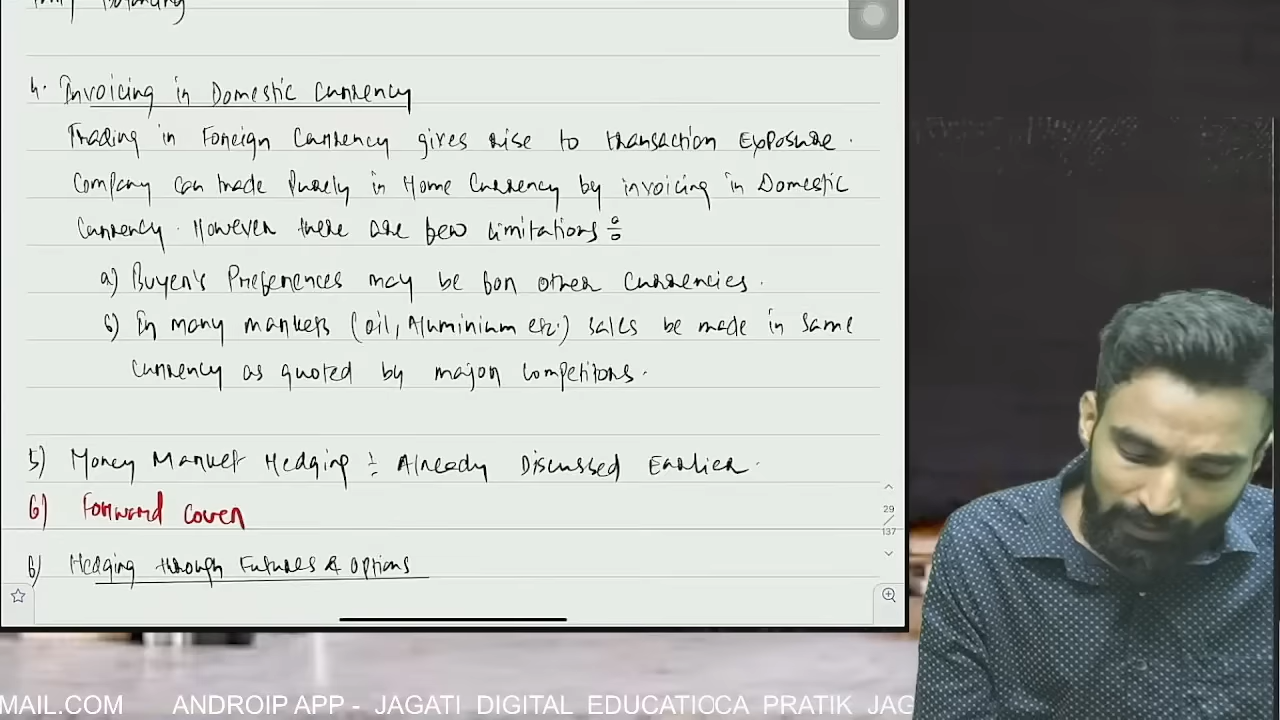 4. Invoicing in Domestic Currency
Trading in Foreign Currency gives rise to transaction Exposure.
Company can trade Purely in Home Currency by invoicing in Domestic
Currency. However there are few limitations :
a) Buyer's Preferences may be for other currencies.
b) In many markets (oil, Aluminium etc.) sales be made in same
currency as quoted by major competitors.
5) Money Market Hedging : Already Discussed Earlier.
6) Forward Cover
29
/
137
6) Hedging through Futures & options
MAIL.COM ANDROIP APP - JAGATI DIGITAL EDUCATIOCA PRATIK JAG